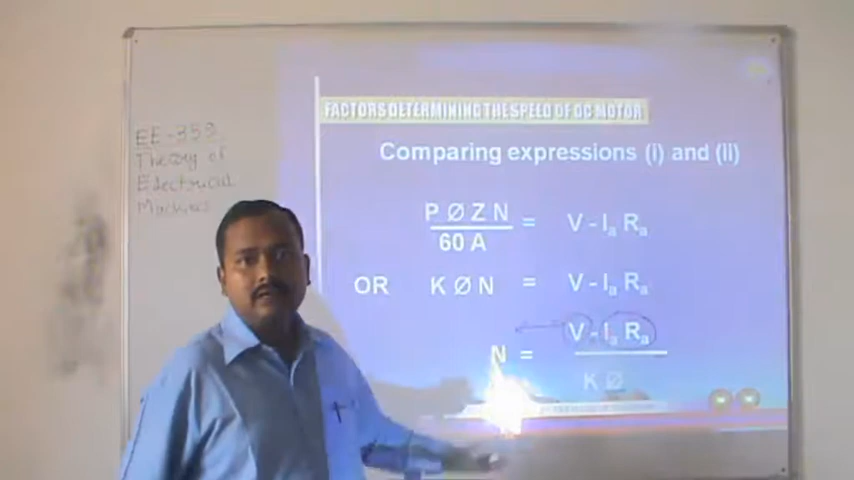 EE-353
Theory of
Electrical
Machines
FACTORS DETERMINING THE SPEED OF DC MOTOR
Comparing expressions (i) and (ii)
P Ø Z N = V - Ia Ra
60 A
OR K Ø N = V - Ia Ra
N = V - Ia Ra
K Ø